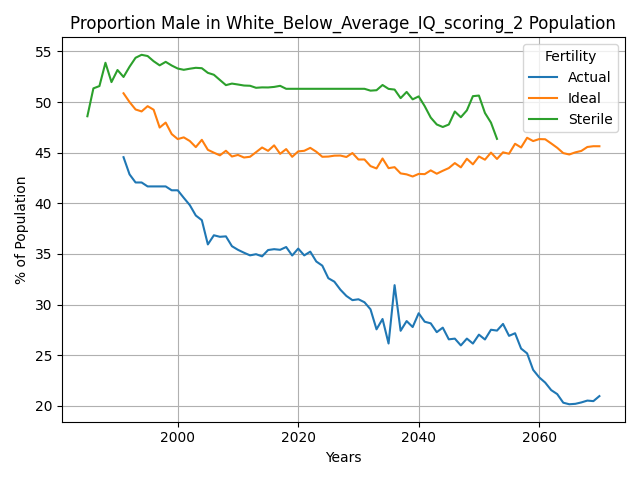 Proportion Male in White_Below_Average_IQ_scoring_2 Population
Fertility
Actual
Ideal
Sterile
% of Population
55
50
45
40
35
30
25
20
2000
2020
2040
2060
Years